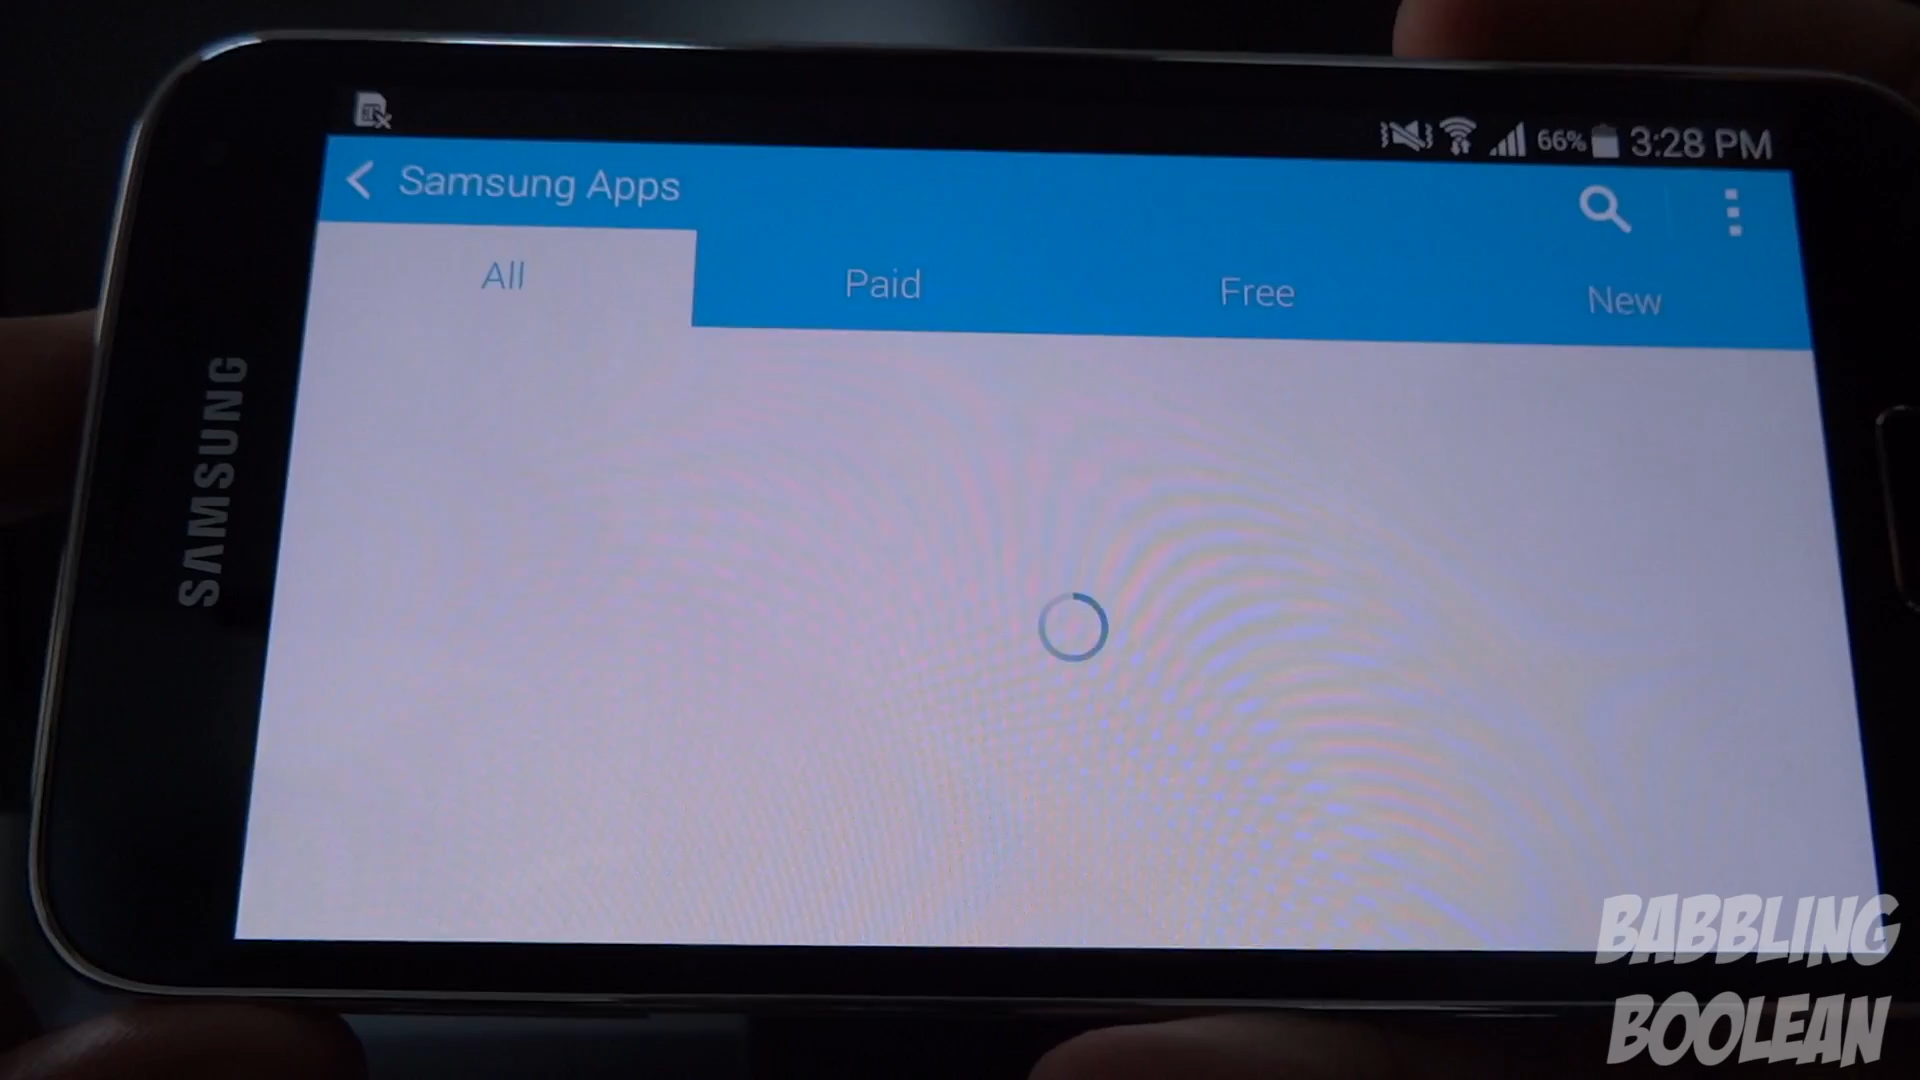 66% 3:28 PM
Samsung Apps
All
Paid
Free
New
SAMSUNG
BABBLING
BOOLEAN